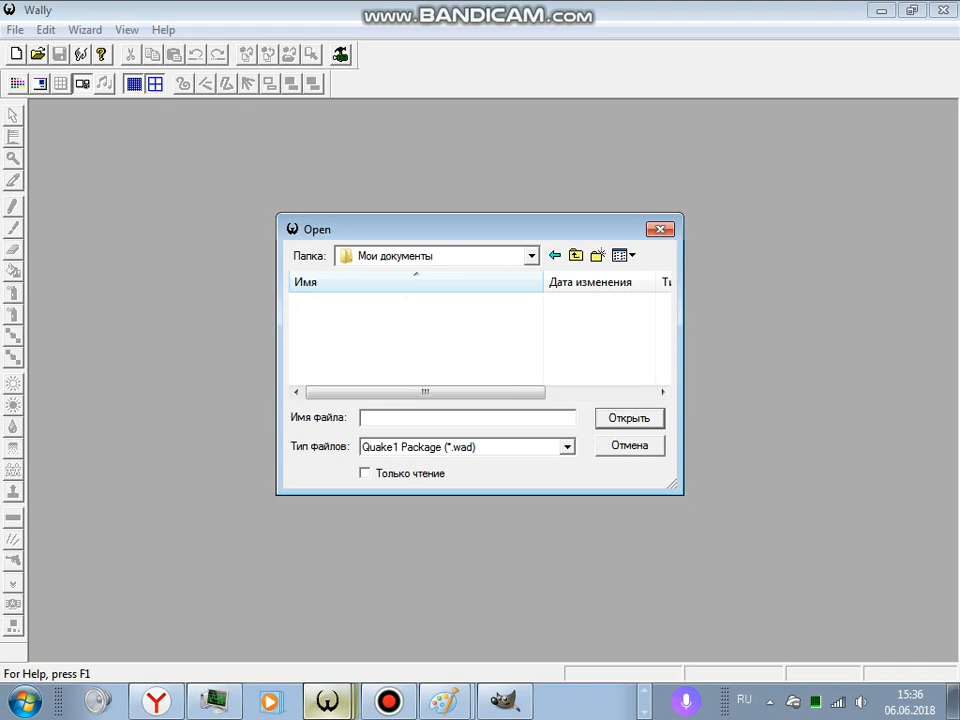 Wally
www.BANDICAM.com
File Edit Wizard View Help
Open
Папка: Мои документы
Имя Дата изменения Ти
Имя файла: Открыть
Тип файлов: Quake1 Package (*.wad) Отмена
Только чтение
For Help, press F1
RU
15:36
06.06.2018